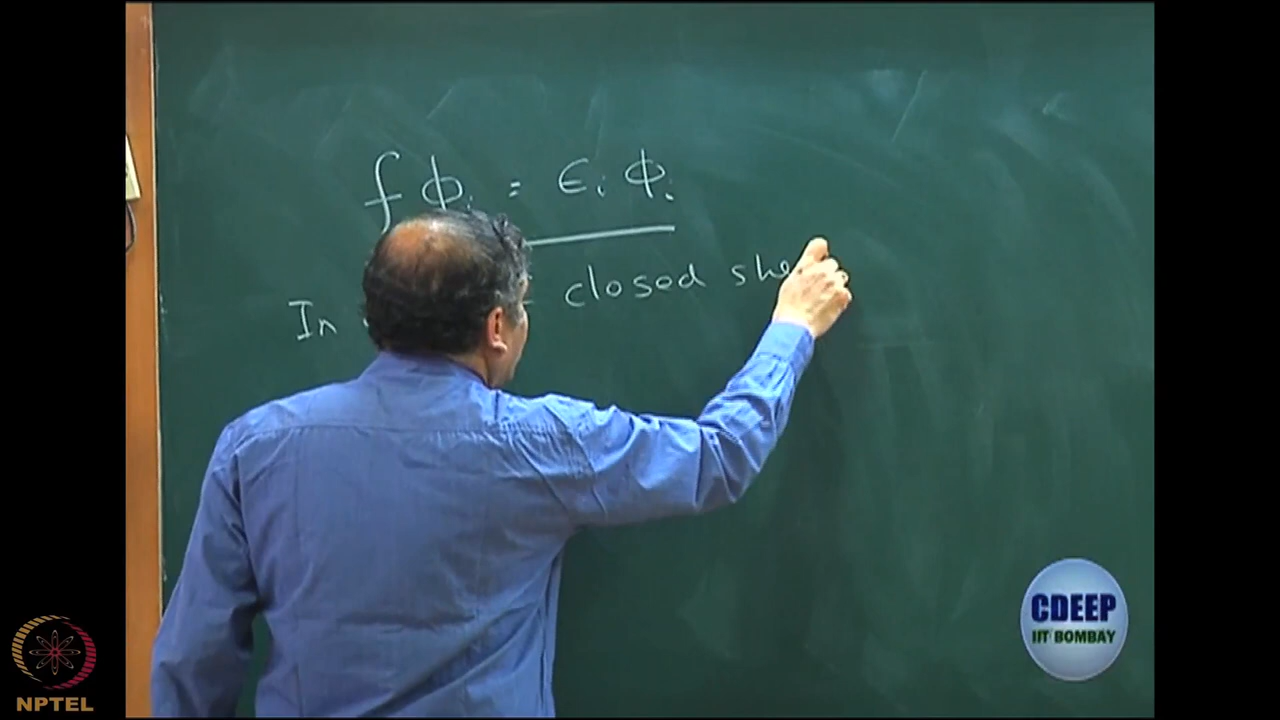 f ϕi = ϵi ϕi
In closed she
CDEEP
IIT BOMBAY
NPTEL